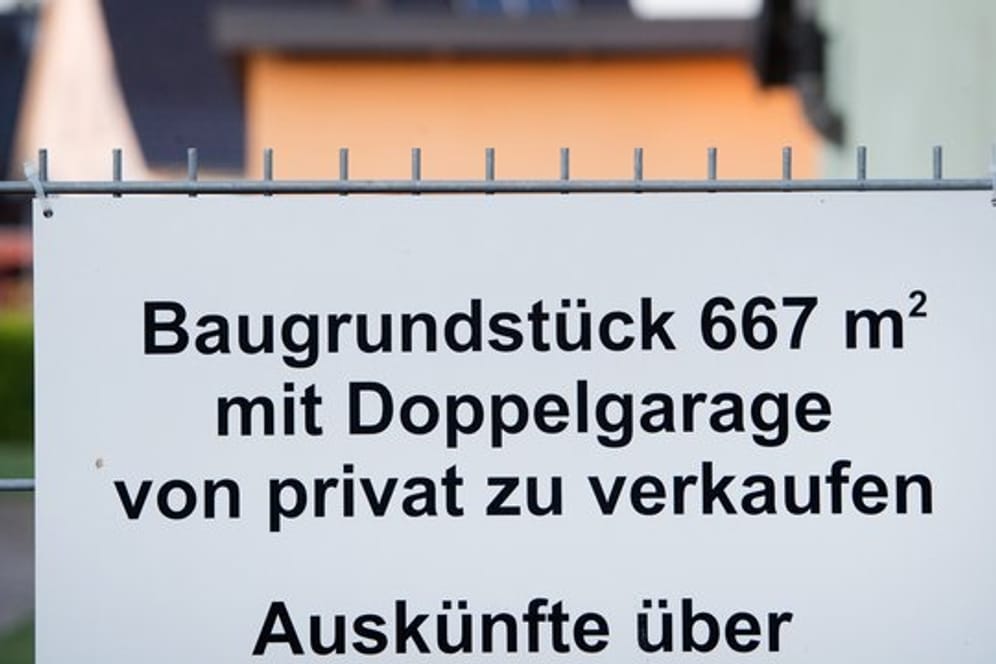 Baugrundstück 667 m²
mit Doppelgarage
von privat zu verkaufen
Auskünfte über